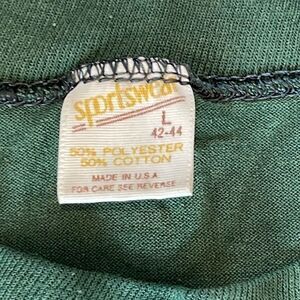 sportswear
L
42-44
50% POLYESTER
50% COTTON
MADE IN U.S.A
FOR CARE SEE REVERSE